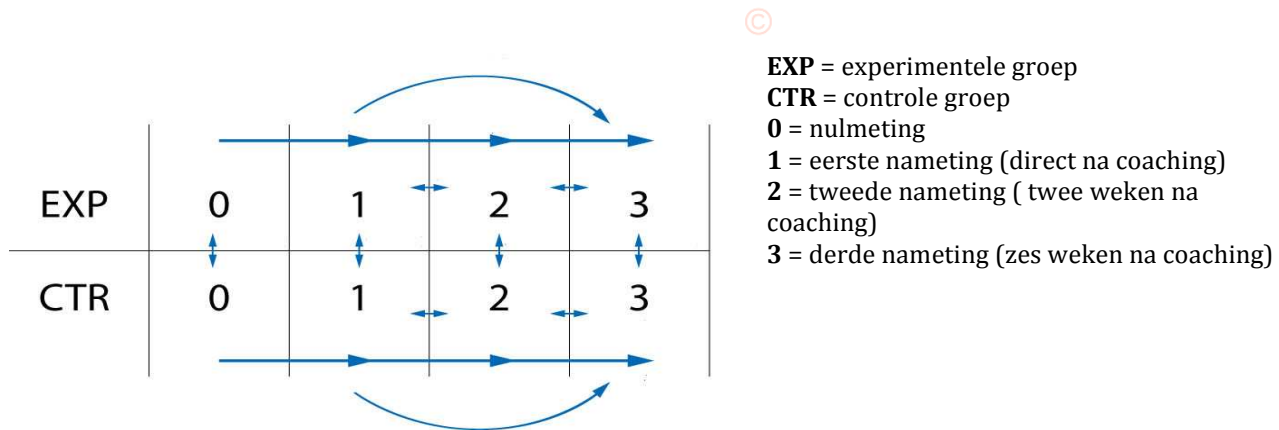 ©
EXP = experimentele groep
CTR = controle groep
0 = nulmeting
1 = eerste nameting (direct na coaching)
2 = tweede nameting ( twee weken na
coaching)
3 = derde nameting (zes weken na coaching)
EXP 0 1 2 3
CTR 0 1 2 3